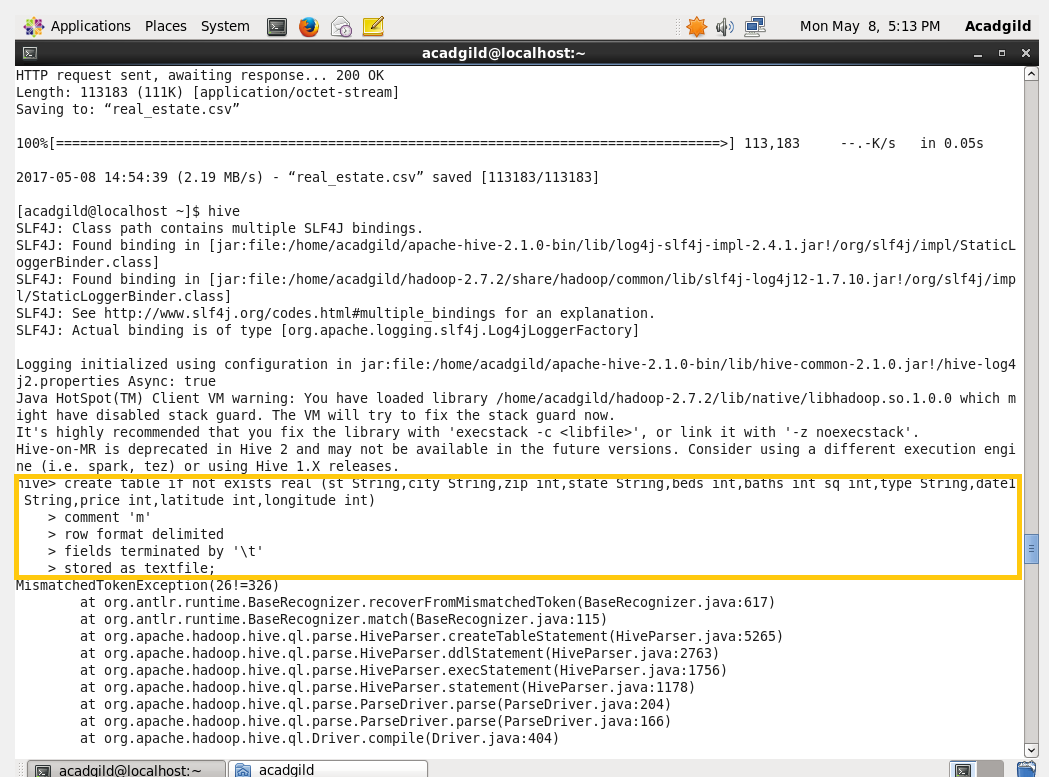 Applications Places System Mon May 8, 5:13 PM Acadgild
acadgild@localhost:~
HTTP request sent, awaiting response... 200 OK
Length: 113183 (111K) [application/octet-stream]
Saving to: “real_estate.csv”
100%[===================================================================================>] 113,183 --.-K/s in 0.05s
2017-05-08 14:54:39 (2.19 MB/s) - “real_estate.csv” saved [113183/113183]
[acadgild@localhost ~]$ hive
SLF4J: Class path contains multiple SLF4J bindings.
SLF4J: Found binding in [jar:file:/home/acadgild/apache-hive-2.1.0-bin/lib/log4j-slf4j-impl-2.4.1.jar!/org/slf4j/impl/StaticL
oggerBinder.class]
SLF4J: Found binding in [jar:file:/home/acadgild/hadoop-2.7.2/share/hadoop/common/lib/slf4j-log4j12-1.7.10.jar!/org/slf4j/imp
l/StaticLoggerBinder.class]
SLF4J: See http://www.slf4j.org/codes.html#multiple_bindings for an explanation.
SLF4J: Actual binding is of type [org.apache.logging.slf4j.Log4jLoggerFactory]
Logging initialized using configuration in jar:file:/home/acadgild/apache-hive-2.1.0-bin/lib/hive-common-2.1.0.jar!/hive-log4
j2.properties Async: true
Java HotSpot(TM) Client VM warning: You have loaded library /home/acadgild/hadoop-2.7.2/lib/native/libhadoop.so.1.0.0 which m
ight have disabled stack guard. The VM will try to fix the stack guard now.
It's highly recommended that you fix the library with 'execstack -c <libfile>', or link it with '-z noexecstack'.
Hive-on-MR is deprecated in Hive 2 and may not be available in the future versions. Consider using a different execution engi
ne (i.e. spark, tez) or using Hive 1.X releases.
hive> create table if not exists real (st String,city String,zip int,state String,beds int,baths int sq int,type String,date1
String,price int,latitude int,longitude int)
> comment 'm'
> row format delimited
> fields terminated by '\t'
> stored as textfile;
MismatchedTokenException(26!=326)
at org.antlr.runtime.BaseRecognizer.recoverFromMismatchedToken(BaseRecognizer.java:617)
at org.antlr.runtime.BaseRecognizer.match(BaseRecognizer.java:115)
at org.apache.hadoop.hive.ql.parse.HiveParser.createTableStatement(HiveParser.java:5265)
at org.apache.hadoop.hive.ql.parse.HiveParser.ddlStatement(HiveParser.java:2763)
at org.apache.hadoop.hive.ql.parse.HiveParser.execStatement(HiveParser.java:1756)
at org.apache.hadoop.hive.ql.parse.HiveParser.statement(HiveParser.java:1178)
at org.apache.hadoop.hive.ql.parse.ParseDriver.parse(ParseDriver.java:204)
at org.apache.hadoop.hive.ql.parse.ParseDriver.parse(ParseDriver.java:166)
at org.apache.hadoop.hive.ql.Driver.compile(Driver.java:404)
acadgild@localhost:~ acadgild